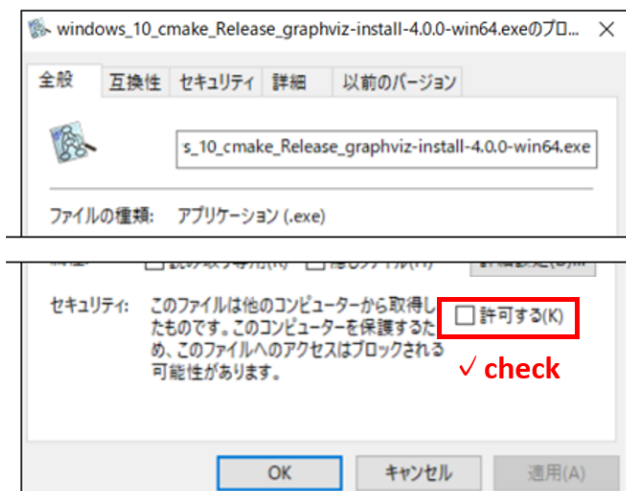 windows_10_cmake_Release_graphviz-install-4.0.0-win64.exeのプロ...
全般 互換性 セキュリティ 詳細 以前のバージョン
s_10_cmake_Release_graphviz-install-4.0.0-win64.exe
ファイルの種類: アプリケーション (.exe)
セキュリティ: このファイルは他のコンピューターから取得し
たものです。このコンピューターを保護するた
め、このファイルへのアクセスはブロックされる
可能性があります。
許可する(K)
✓ check
OK キャンセル 適用(A)